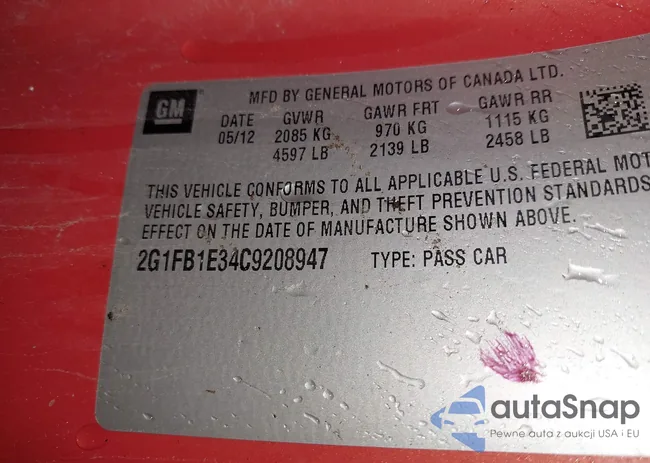 GM
MFD BY GENERAL MOTORS OF CANADA LTD.
DATE GVWR GAWR FRT GAWR RR
05/12 2085 KG 970 KG 1115 KG
4597 LB 2139 LB 2458 LB
THIS VEHICLE CONFORMS TO ALL APPLICABLE U.S. FEDERAL MOT
VEHICLE SAFETY, BUMPER, AND THEFT PREVENTION STANDARDS
EFFECT ON THE DATE OF MANUFACTURE SHOWN ABOVE.
2G1FB1E34C9208947 TYPE: PASS CAR
autaSnap
Pewne auta z aukcji USA i EU